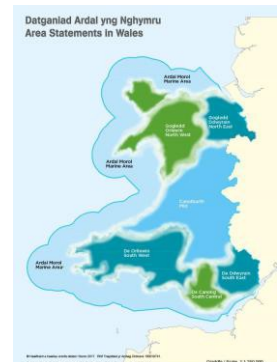 Datganiad Ardal yng Nghymru
Area Statements in Wales
Ardal Morol
Marine Area
Gogledd
Orllewin
North West
Gogledd
Ddwyrain
North East
Ardal Morol
Marine Area
Canolbarth
Mid
Ardal Morol
Marine Area
De Orllewin
South West
De Canolog
South Central
De Ddwyrain
South East